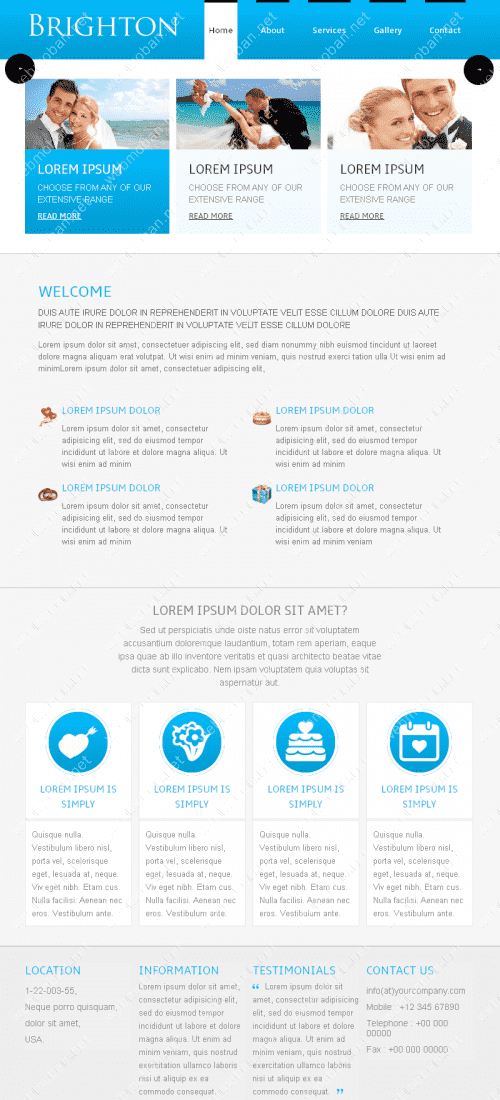 BRIGHTON
Home
About
Services
Gallery
Contact
LOREM IPSUM
CHOOSE FROM ANY OF OUR
EXTENSIVE RANGE
READ MORE
LOREM IPSUM
CHOOSE FROM ANY OF OUR
EXTENSIVE RANGE
READ MORE
LOREM IPSUM
CHOOSE FROM ANY OF OUR
EXTENSIVE RANGE
READ MORE
WELCOME
DUIS AUTE IRURE DOLOR IN REPREHENDERIT IN VOLUPTATE VELIT ESSE CILLUM DOLORE DUIS AUTE
IRURE DOLOR IN REPREHENDERIT IN VOLUPTATE VELIT ESSE CILLUM DOLORE
Lorem ipsum dolor sit amet, consectetuer adipiscing elit, sed diam nonummy nibh euismod tincidunt ut laoreet
dolore magna aliquam erat volutpat. Ut wisi enim ad minim veniam, quis nostrud exerci tation ulla Ut wisi enim ad
minimLorem ipsum dolor sit amet, consectetuer adipiscing elit,
LOREM IPSUM DOLOR
Lorem ipsum dolor sit amet, consectetur
adipisicing elit, sed do eiusmod tempor
incididunt ut labore et dolore magna aliqua. Ut
wisi enim ad minim
LOREM IPSUM DOLOR
Lorem ipsum dolor sit amet, consectetur
adipisicing elit, sed do eiusmod tempor
incididunt ut labore et dolore magna aliqua. Ut
wisi enim ad minim
LOREM IPSUM DOLOR
Lorem ipsum dolor sit amet, consectetur
adipisicing elit, sed do eiusmod tempor
incididunt ut labore et dolore magna aliqua. Ut
wisi enim ad minim
LOREM IPSUM DOLOR
Lorem ipsum dolor sit amet, consectetur
adipisicing elit, sed do eiusmod tempor
incididunt ut labore et dolore magna aliqua. Ut
wisi enim ad minim veniam
LOREM IPSUM DOLOR SIT AMET?
Sed ut perspiciatis unde oiste natus error sit voluptatem
accusantium doloremque laudantium, totam rem aperiam, eaque
ipsa quae ab illo inventore veritatis et quasi architecto beatae vitae
dicta sunt explicabo. Nem ipsam voluptatem quia voluptas sit
aspernatur aut.
LOREM IPSUM IS
SIMPLY
Quisque nulla.
Vestibulum libero nisl,
porta vel, scelerisque
eget, lesuada at, neque.
Viv eget nibh. Etam cus.
Nulla facilisi. Aenean nec
eros. Vestibulum ante.
LOREM IPSUM IS
SIMPLY
Quisque nulla.
Vestibulum libero nisl,
porta vel, scelerisque
eget, lesuada at, neque.
Viv eget nibh. Etam cus.
Nulla facilisi. Aenean nec
eros. Vestibulum ante.
LOREM IPSUM IS
SIMPLY
Quisque nulla.
Vestibulum libero nisl,
porta vel, scelerisque
eget, lesuada at, neque.
Viv eget nibh. Etam cus.
Nulla facilisi. Aenean nec
eros. Vestibulum ante.
LOREM IPSUM IS
SIMPLY
Quisque nulla.
Vestibulum libero nisl,
porta vel, scelerisque
eget, lesuada at, neque.
Viv eget nibh. Etam cus.
Nulla facilisi. Aenean nec
eros. Vestibulum ante.
LOCATION
1-22-003-55,
Neque porro quisquam,
dolor sit amet,
USA.
INFORMATION
Lorem ipsum dolor sit amet,
consectetur adipisicing elit,
sed do eiusmod tempor
incididunt ut labore et dolore
magna aliqua. Ut enim ad
minim veniam, quis nostrud
exercitation ullamco laboris
nisi ut aliquip ex ea
commodo consequat.
TESTIMONIALS
“ Lorem ipsum dolor sit
amet, consectetur adipisicing
elit, sed do eiusmod tempor
incididunt ut labore et dolore
magna aliqua. Ut enim ad
minim veniam, quis nostrud
exercitation ullamco laboris
nisi ut aliquip ex ea
commodo consequat. ”
CONTACT US
info(at)yourcompany.com
Mobile +12 345 67890
Telephone : +00 000
00000
Fax : +00 000 00000